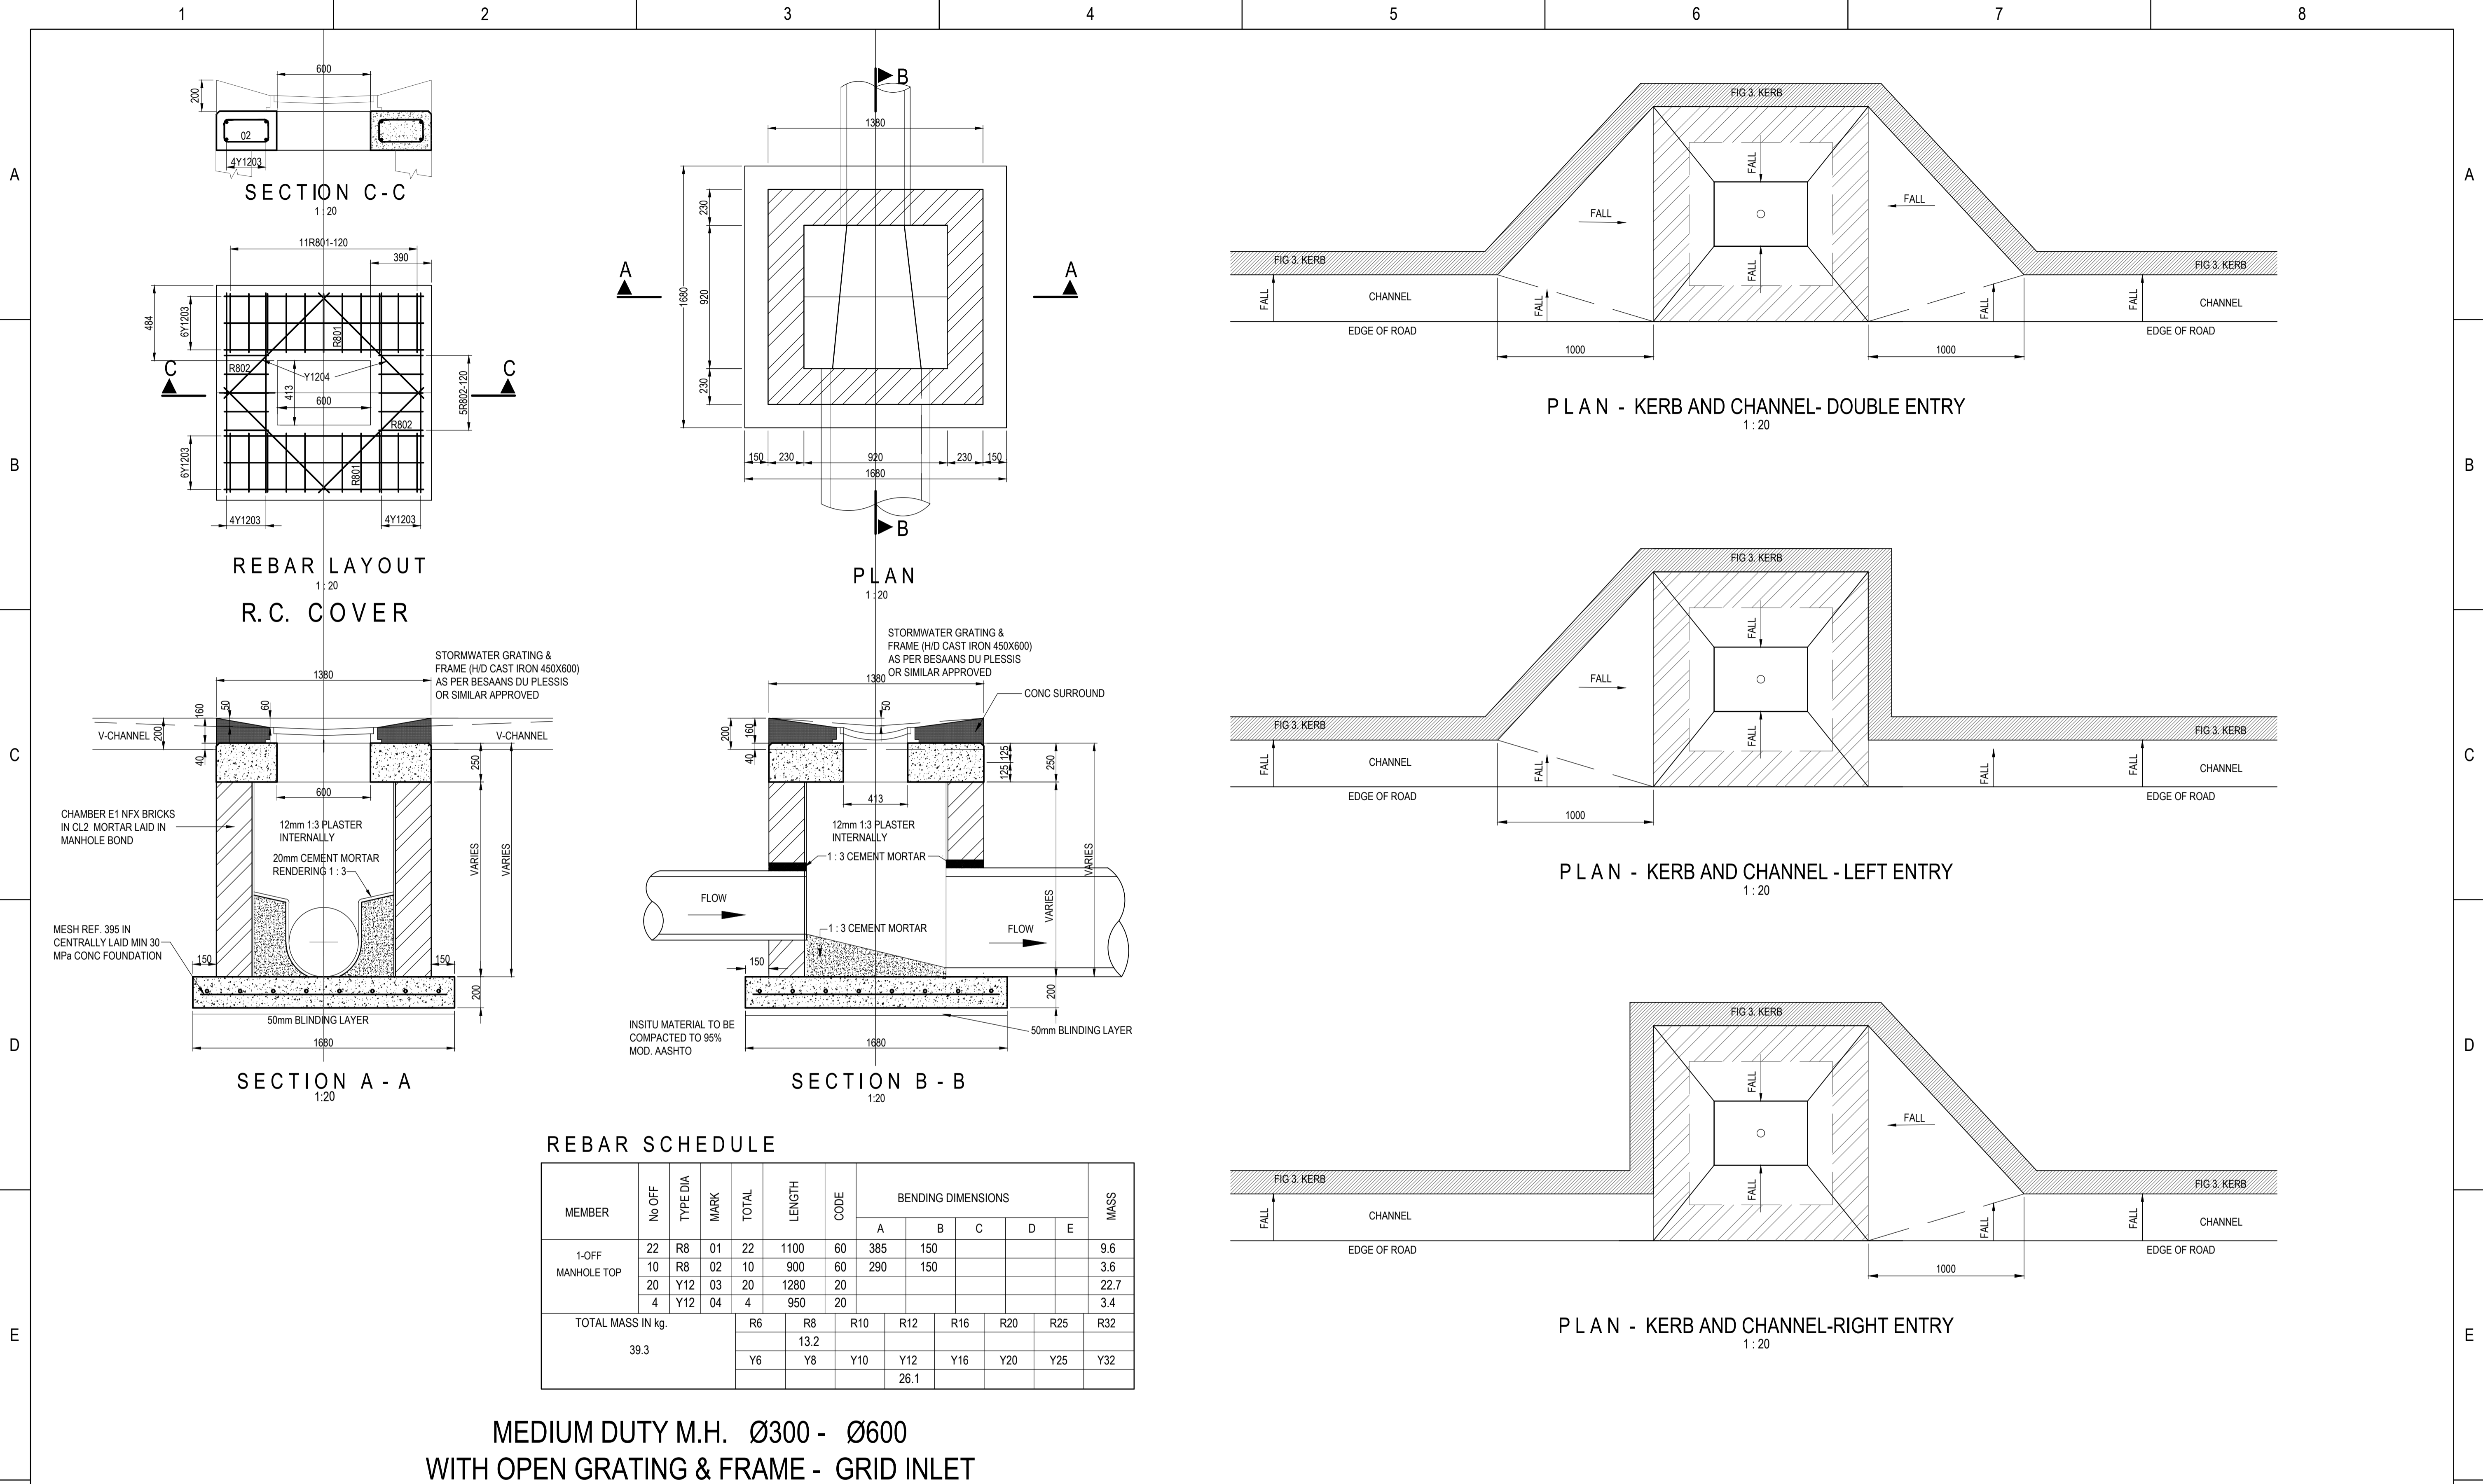 1 2 3 4 5 6 7 8
A
B
C
D
E
A
B
C
D
E
600
200
02
4Y1203
SECTION C-C
1 : 20
11R801-120
390
484
6Y1203
R801
C
C
R802
Y1204
413
600
5R802-120
R802
6Y1203
R801
4Y1203
4Y1203
REBAR LAYOUT
1 : 20
R.C. COVER
B
1380
230
A
A
1680
920
230
150 230 920 230 150
1680
B
PLAN
1 : 20
STORMWATER GRATING &
FRAME (H/D CAST IRON 450X600)
AS PER BESAANS DU PLESSIS
OR SIMILAR APPROVED
1380
160
50
60
V-CHANNEL
200
V-CHANNEL
40
250
600
CHAMBER E1 NFX BRICKS
IN CL2 MORTAR LAID IN
MANHOLE BOND
12mm 1:3 PLASTER
INTERNALLY
20mm CEMENT MORTAR
RENDERING 1 : 3
VARIES
VARIES
MESH REF. 395 IN
CENTRALLY LAID MIN 30
MPa CONC FOUNDATION
150
150
200
50mm BLINDING LAYER
1680
SECTION A - A
1:20
STORMWATER GRATING &
FRAME (H/D CAST IRON 450X600)
AS PER BESAANS DU PLESSIS
OR SIMILAR APPROVED
1380
CONC SURROUND
50
200
160
40
125
125
250
413
12mm 1:3 PLASTER
INTERNALLY
1 : 3 CEMENT MORTAR
VARIES
FLOW
VARIES
1 : 3 CEMENT MORTAR
FLOW
150
200
INSITU MATERIAL TO BE
COMPACTED TO 95%
MOD. AASHTO
50mm BLINDING LAYER
1680
SECTION B - B
1:20
REBAR SCHEDULE
MEMBER No OFF TYPE DIA MARK TOTAL LENGTH CODE BENDING DIMENSIONS MASS
A B C D E
1-OFF
MANHOLE TOP
22 R8 01 22 1100 60 385 150 9.6
10 R8 02 10 900 60 290 150 3.6
20 Y12 03 20 1280 20 22.7
4 Y12 04 4 950 20 3.4
TOTAL MASS IN kg.
39.3
R6 R8 R10 R12 R16 R20 R25 R32
13.2
Y6 Y8 Y10 Y12 Y16 Y20 Y25 Y32
26.1
MEDIUM DUTY M.H. Ø300 - Ø600
WITH OPEN GRATING & FRAME - GRID INLET
FIG 3. KERB
FALL
FALL
FALL
FIG 3. KERB
FALL
FIG 3. KERB
FALL
CHANNEL
FALL
FALL
FALL
CHANNEL
EDGE OF ROAD
EDGE OF ROAD
1000
1000
PLAN - KERB AND CHANNEL- DOUBLE ENTRY
1 : 20
FIG 3. KERB
FALL
FALL
FIG 3. KERB
FALL
FIG 3. KERB
FALL
CHANNEL
FALL
FALL
FALL
CHANNEL
EDGE OF ROAD
EDGE OF ROAD
1000
PLAN - KERB AND CHANNEL - LEFT ENTRY
1 : 20
FIG 3. KERB
FALL
FALL
FIG 3. KERB
FALL
FIG 3. KERB
FALL
CHANNEL
FALL
FALL
CHANNEL
EDGE OF ROAD
EDGE OF ROAD
1000
PLAN - KERB AND CHANNEL-RIGHT ENTRY
1 : 20